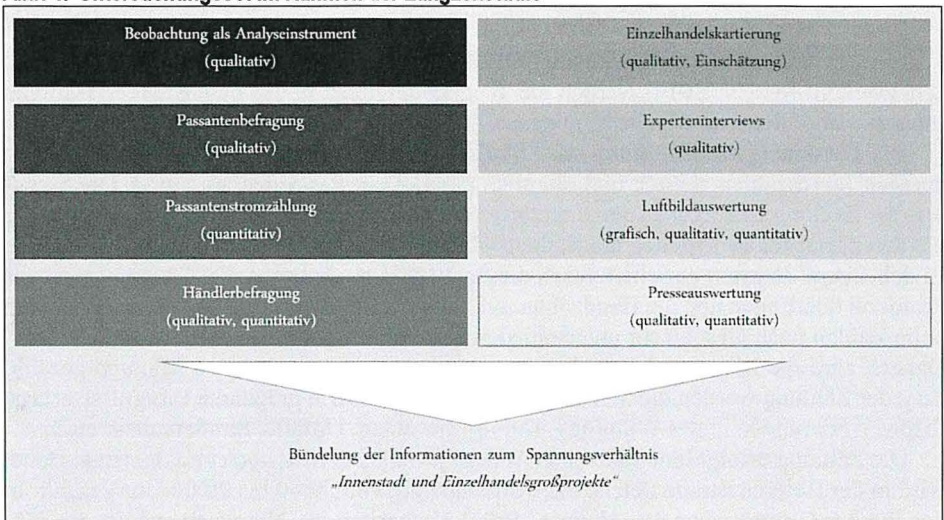 Beobachtung als Analyseinstrument
(qualitativ)
Passantenbefragung
(qualitativ)
Passantenstromzählung
(quantitativ)
Händlerbefragung
(qualitativ, quantitativ)
Einzelhandelskartierung
(qualitativ, Einschätzung)
Experteninterviews
(qualitativ)
Luftbildauswertung
(grafisch, qualitativ, quantitativ)
Presseauswertung
(qualitativ, quantitativ)
Bündelung der Informationen zum Spannungsverhältnis
„Innenstadt und Einzelhandelsgroßprojekte“